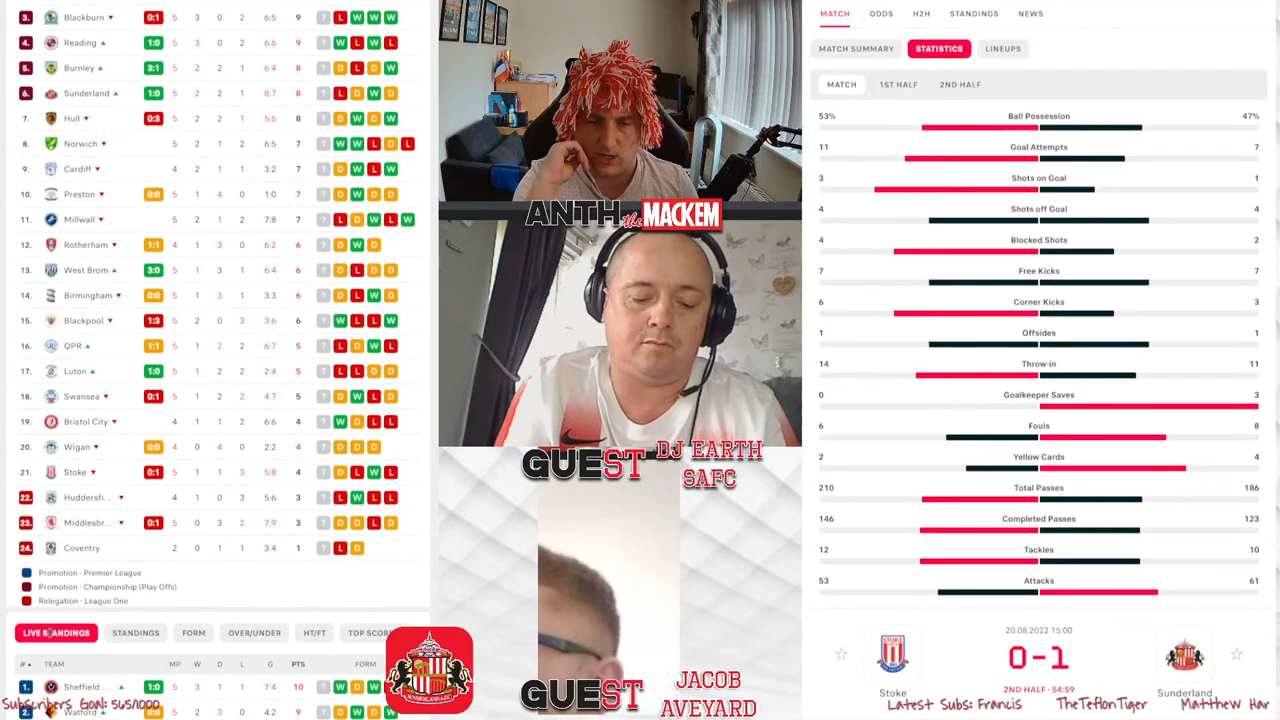 3. Blackburn 0:1 5 3 0 2 6:5 9 ? L W W W
4. Reading 1:0 5 3 0 2 6:6 9 ? W L W L
5. Burnley 3:1 5 2 2 1 6:4 8 ? D L D W
6. Sunderland 1:0 5 2 2 1 8:7 8 ? L D W D
7. Hull 0:3 5 2 2 1 5:6 8 ? D W D W
8. Norwich 5 2 1 2 6:5 7 W W L D L
9. Cardiff 4 2 1 1 3:2 7 ? D W L W
10. Preston 0:0 5 1 4 0 1:0 7 ? D W D D
11. Millwall 5 2 1 2 7:8 7 L D W L W
12. Rotherham 1:1 4 1 3 0 6:2 6 ? D W D
13. West Brom 3:0 5 1 3 1 6:4 6 ? D L D D
14. Birmingham 0:0 5 1 3 1 3:3 6 ? D L W D
15. Blackpool 1:3 5 2 0 3 3:6 6 ? W L L W
16. QPR 1:1 5 1 2 2 6:7 5 ? L D W L
17. Luton 1:0 5 1 2 2 2:4 5 ? L L D D
18. Swansea 0:1 5 1 2 2 4:7 5 ? D W L D
19. Bristol City 4 1 1 2 6:6 4 ? W D L L
20. Wigan 0:0 4 0 4 0 2:2 4 ? D D D
21. Stoke 0:1 5 1 1 3 5:8 4 ? D L W L
22. Huddersfi... 4 1 0 3 5:6 3 ? L W L L
23. Middlesbr... 0:1 5 0 3 2 7:9 3 ? D D L D
24. Coventry 2 0 1 1 3:4 1 ? L D
Promotion - Premier League
Promotion - Championship (Play Offs)
Relegation - League One
LIVE STANDINGS STANDINGS FORM OVER/UNDER HT/FT
# TEAM MP W D L G PTS FORM
1. Sheffield ... 1:0 5 3 1 1 7:4 10 ? W D W
2. Watford
Subscribers Goal: 565/1000
ANTH the MACKEM
GUEST DJ EARTH
SAFC
SUNDERLAND A.F.C.
GUEST JACOB
AVEYARD
MATCH ODDS H2H STANDINGS NEWS
MATCH SUMMARY STATISTICS LINEUPS
MATCH 1ST HALF 2ND HALF
53% Ball Possession 47%
11 Goal Attempts 7
3 Shots on Goal 1
4 Shots off Goal 4
4 Blocked Shots 2
7 Free Kicks 7
6 Corner Kicks 3
1 Offsides 1
14 Throw-in 11
0 Goalkeeper Saves 3
6 Fouls 8
2 Yellow Cards 4
210 Total Passes 186
146 Completed Passes 123
12 Tackles 10
53 Attacks 61
20.08.2022 15:00
0-1
2ND HALF - 54:59
Stoke Sunderland
Latest Subs: Francis TheTeflonTiger Matthew Har